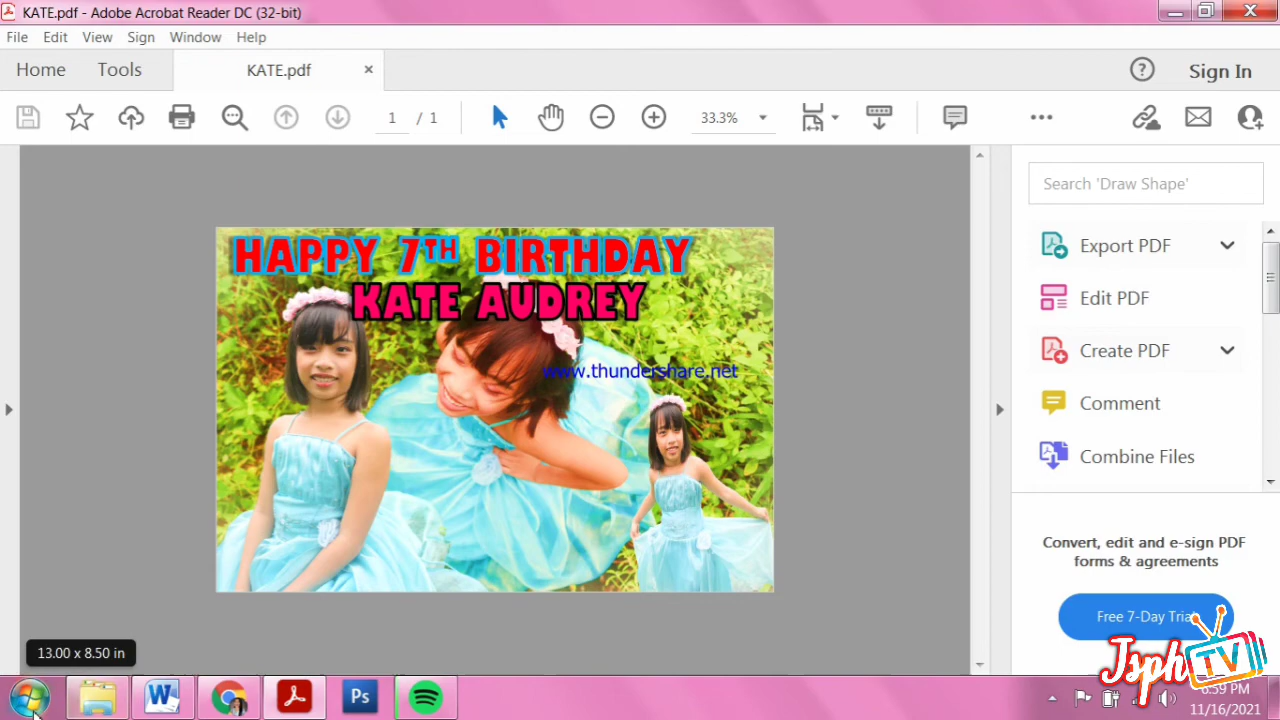 KATE.pdf - Adobe Acrobat Reader DC (32-bit)
File Edit View Sign Window Help
Home Tools KATE.pdf × ? Sign In
1 / 1 33.3%
Search 'Draw Shape'
HAPPY 7TH BIRTHDAY
KATE AUDREY
www.thundershare.net
Export PDF
Edit PDF
Create PDF
Comment
Combine Files
Convert, edit and e-sign PDF
forms & agreements
Free 7-Day Trial
13.00 x 8.50 in
Jsph TV
W Ps
6:59 PM
11/16/2021